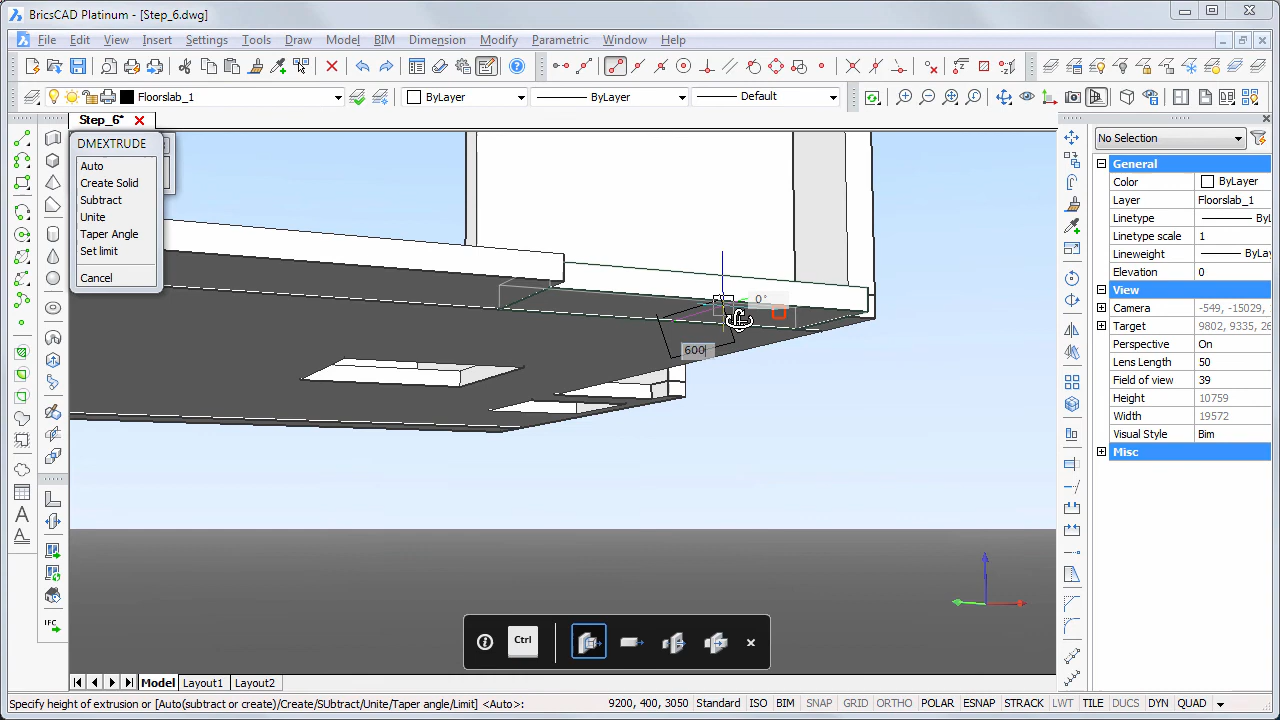 BricsCAD Platinum - [Step_6.dwg]
File Edit View Insert Settings Tools Draw Model BIM Dimension Modify Parametric Window Help
Floorslab_1 ByLayer ByLayer Default
Step_6*
DMEXTRUDE
Auto
Create Solid
Subtract
Unite
Taper Angle
Set limit
Cancel
0°
600
Ctrl
No Selection
General
Color ByLayer
Layer Floorslab_1
Linetype
Linetype scale 1
Lineweight
Elevation 0
View
Camera -549, -15029,
Target
Perspective On
Lens Length 50
Field of view 39
Height 10759
Width 19572
Visual Style Bim
Misc
IFC
Model Layout1 Layout2
Specify height of extrusion or [Auto(subtract or create)/Create/SUbtract/Unite/Taper angle/Limit] <Auto>: 9200, 400, 3050 Standard ISO BIM SNAP GRID ORTHO POLAR ESNAP STRACK LWT TILE DUCS DYN QUAD